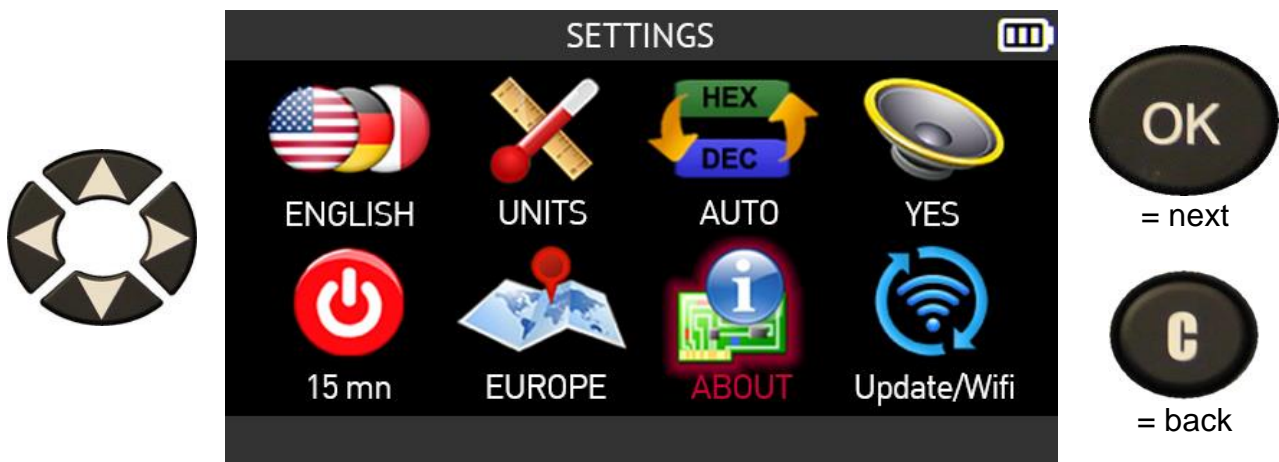 SETTINGS
HEX
DEC
ENGLISH UNITS AUTO YES
i
15 mn EUROPE ABOUT Update/Wifi
OK
= next
C
= back